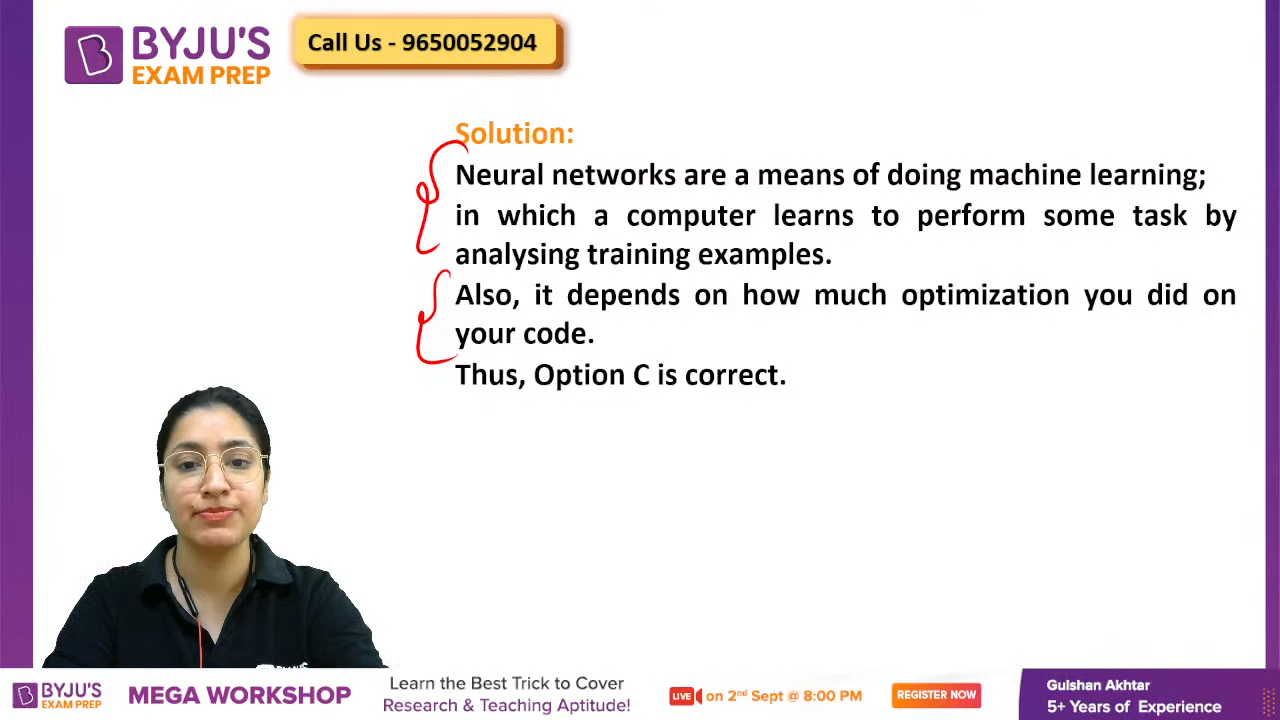 BYJU'S
EXAM PREP
Call Us - 9650052904
Solution:
Neural networks are a means of doing machine learning;
in which a computer learns to perform some task by
analysing training examples.
Also, it depends on how much optimization you did on
your code.
Thus, Option C is correct.
BYJU'S
EXAM PREP
MEGA WORKSHOP
Learn the Best Trick to Cover
Research & Teaching Aptitude!
LIVE on 2nd Sept @ 8:00 PM
REGISTER NOW
Gulshan Akhtar
5+ Years of Experience